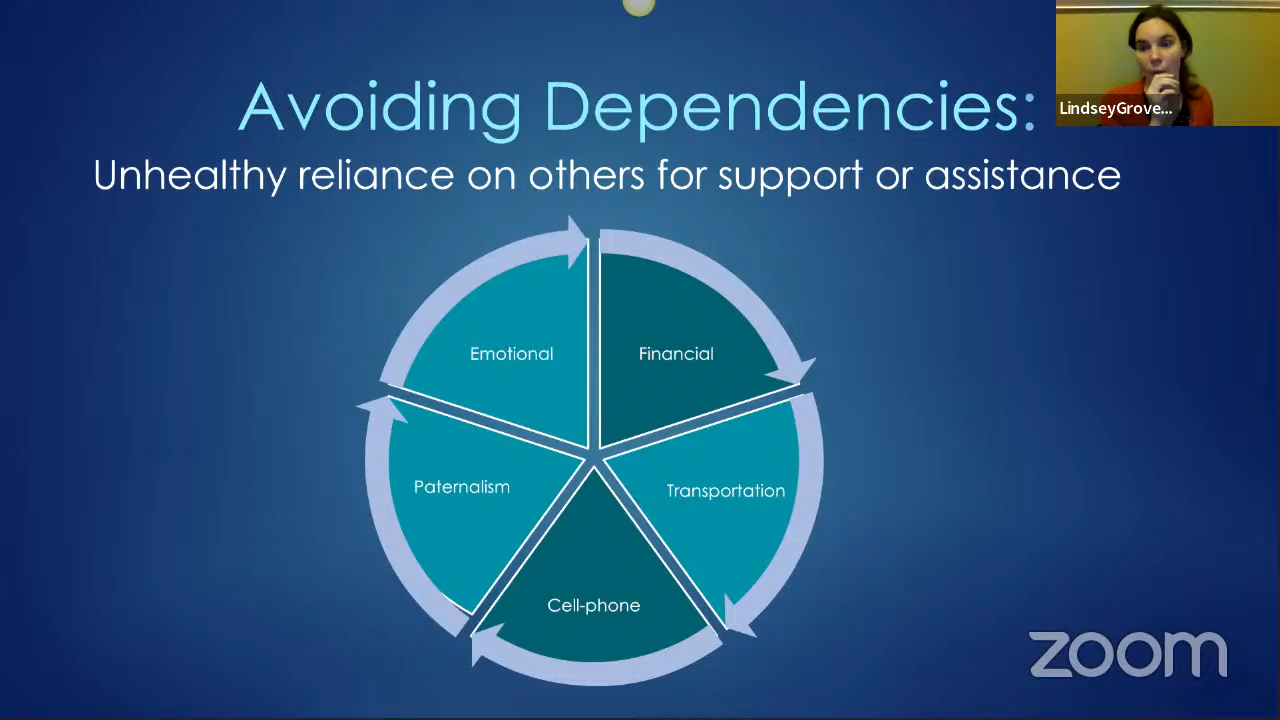 Avoiding Dependencies:
LindseyGrove...
Unhealthy reliance on others for support or assistance
Emotional
Financial
Paternalism
Transportation
Cell-phone
zoom